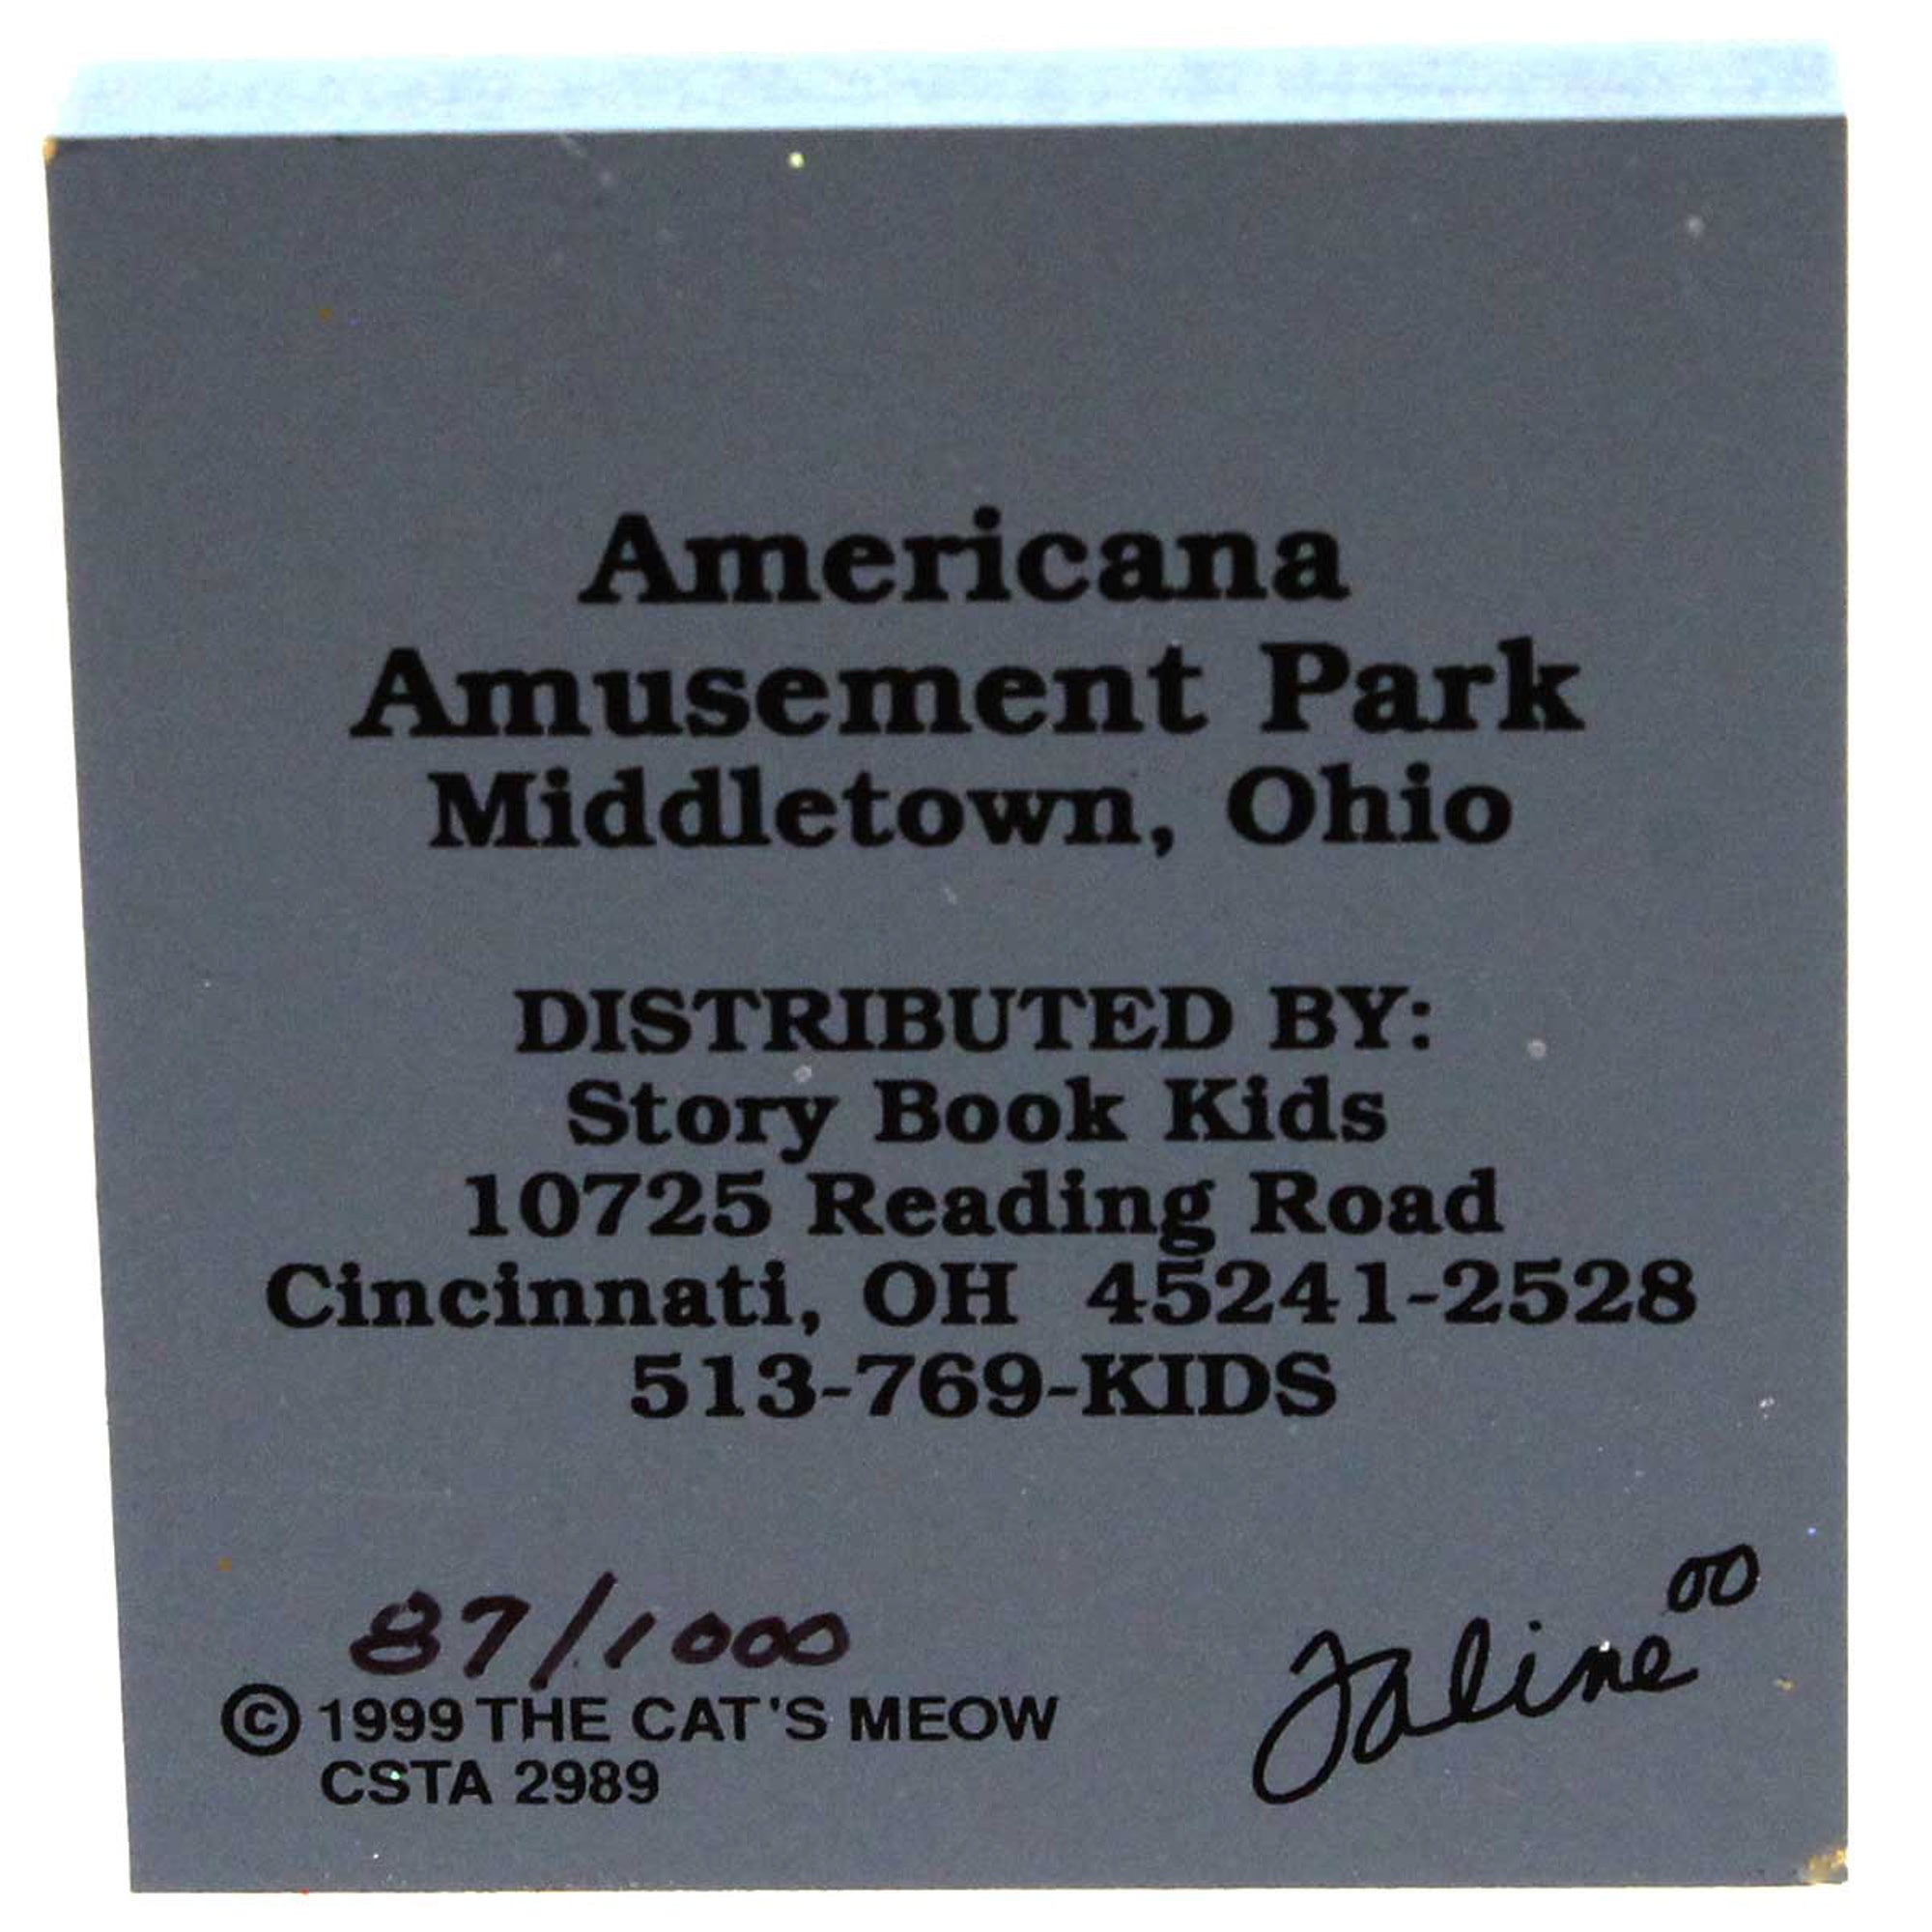 Americana
Amusement Park
Middletown, Ohio
DISTRIBUTED BY:
Story Book Kids
10725 Reading Road
Cincinnati, OH 45241-2528
513-769-KIDS
87/1000
© 1999 THE CAT'S MEOW
CSTA 2989
Faline 00